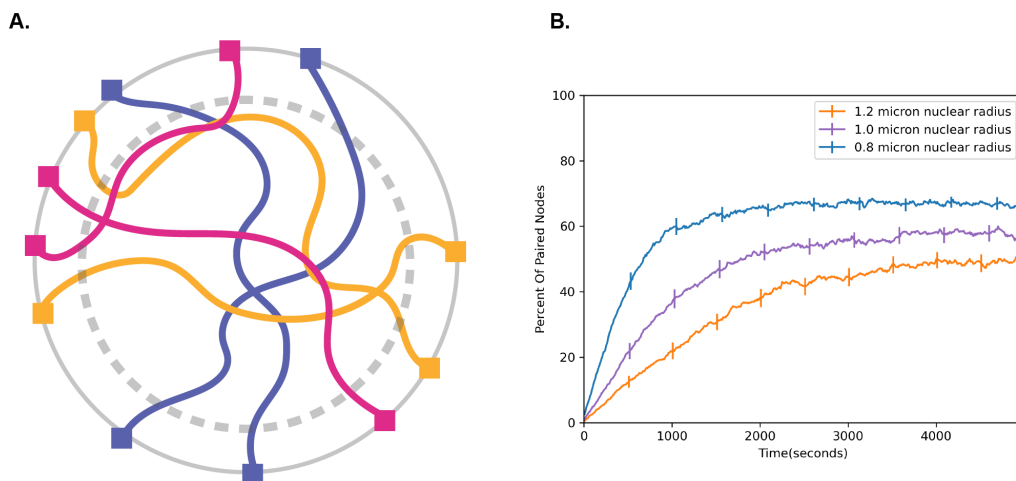 A.
B.
100
80
60
40
20
0
Percent Of Paired Nodes
1.2 micron nuclear radius
1.0 micron nuclear radius
0.8 micron nuclear radius
0 1000 2000 3000 4000
Time(seconds)